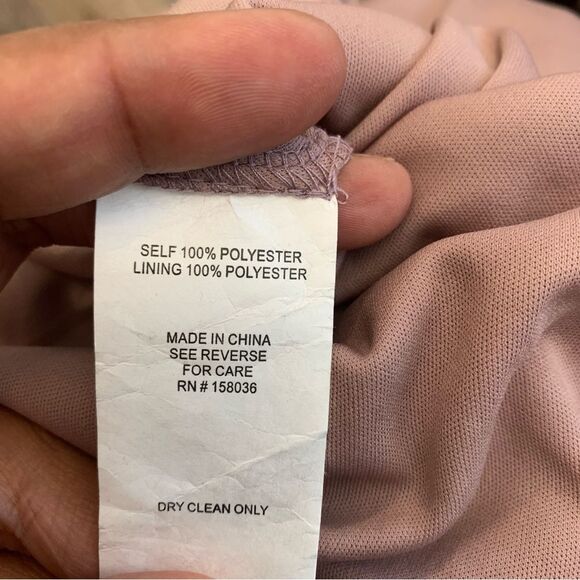 SELF 100% POLYESTER
LINING 100% POLYESTER
MADE IN CHINA
SEE REVERSE
FOR CARE
RN # 158036
DRY CLEAN ONLY